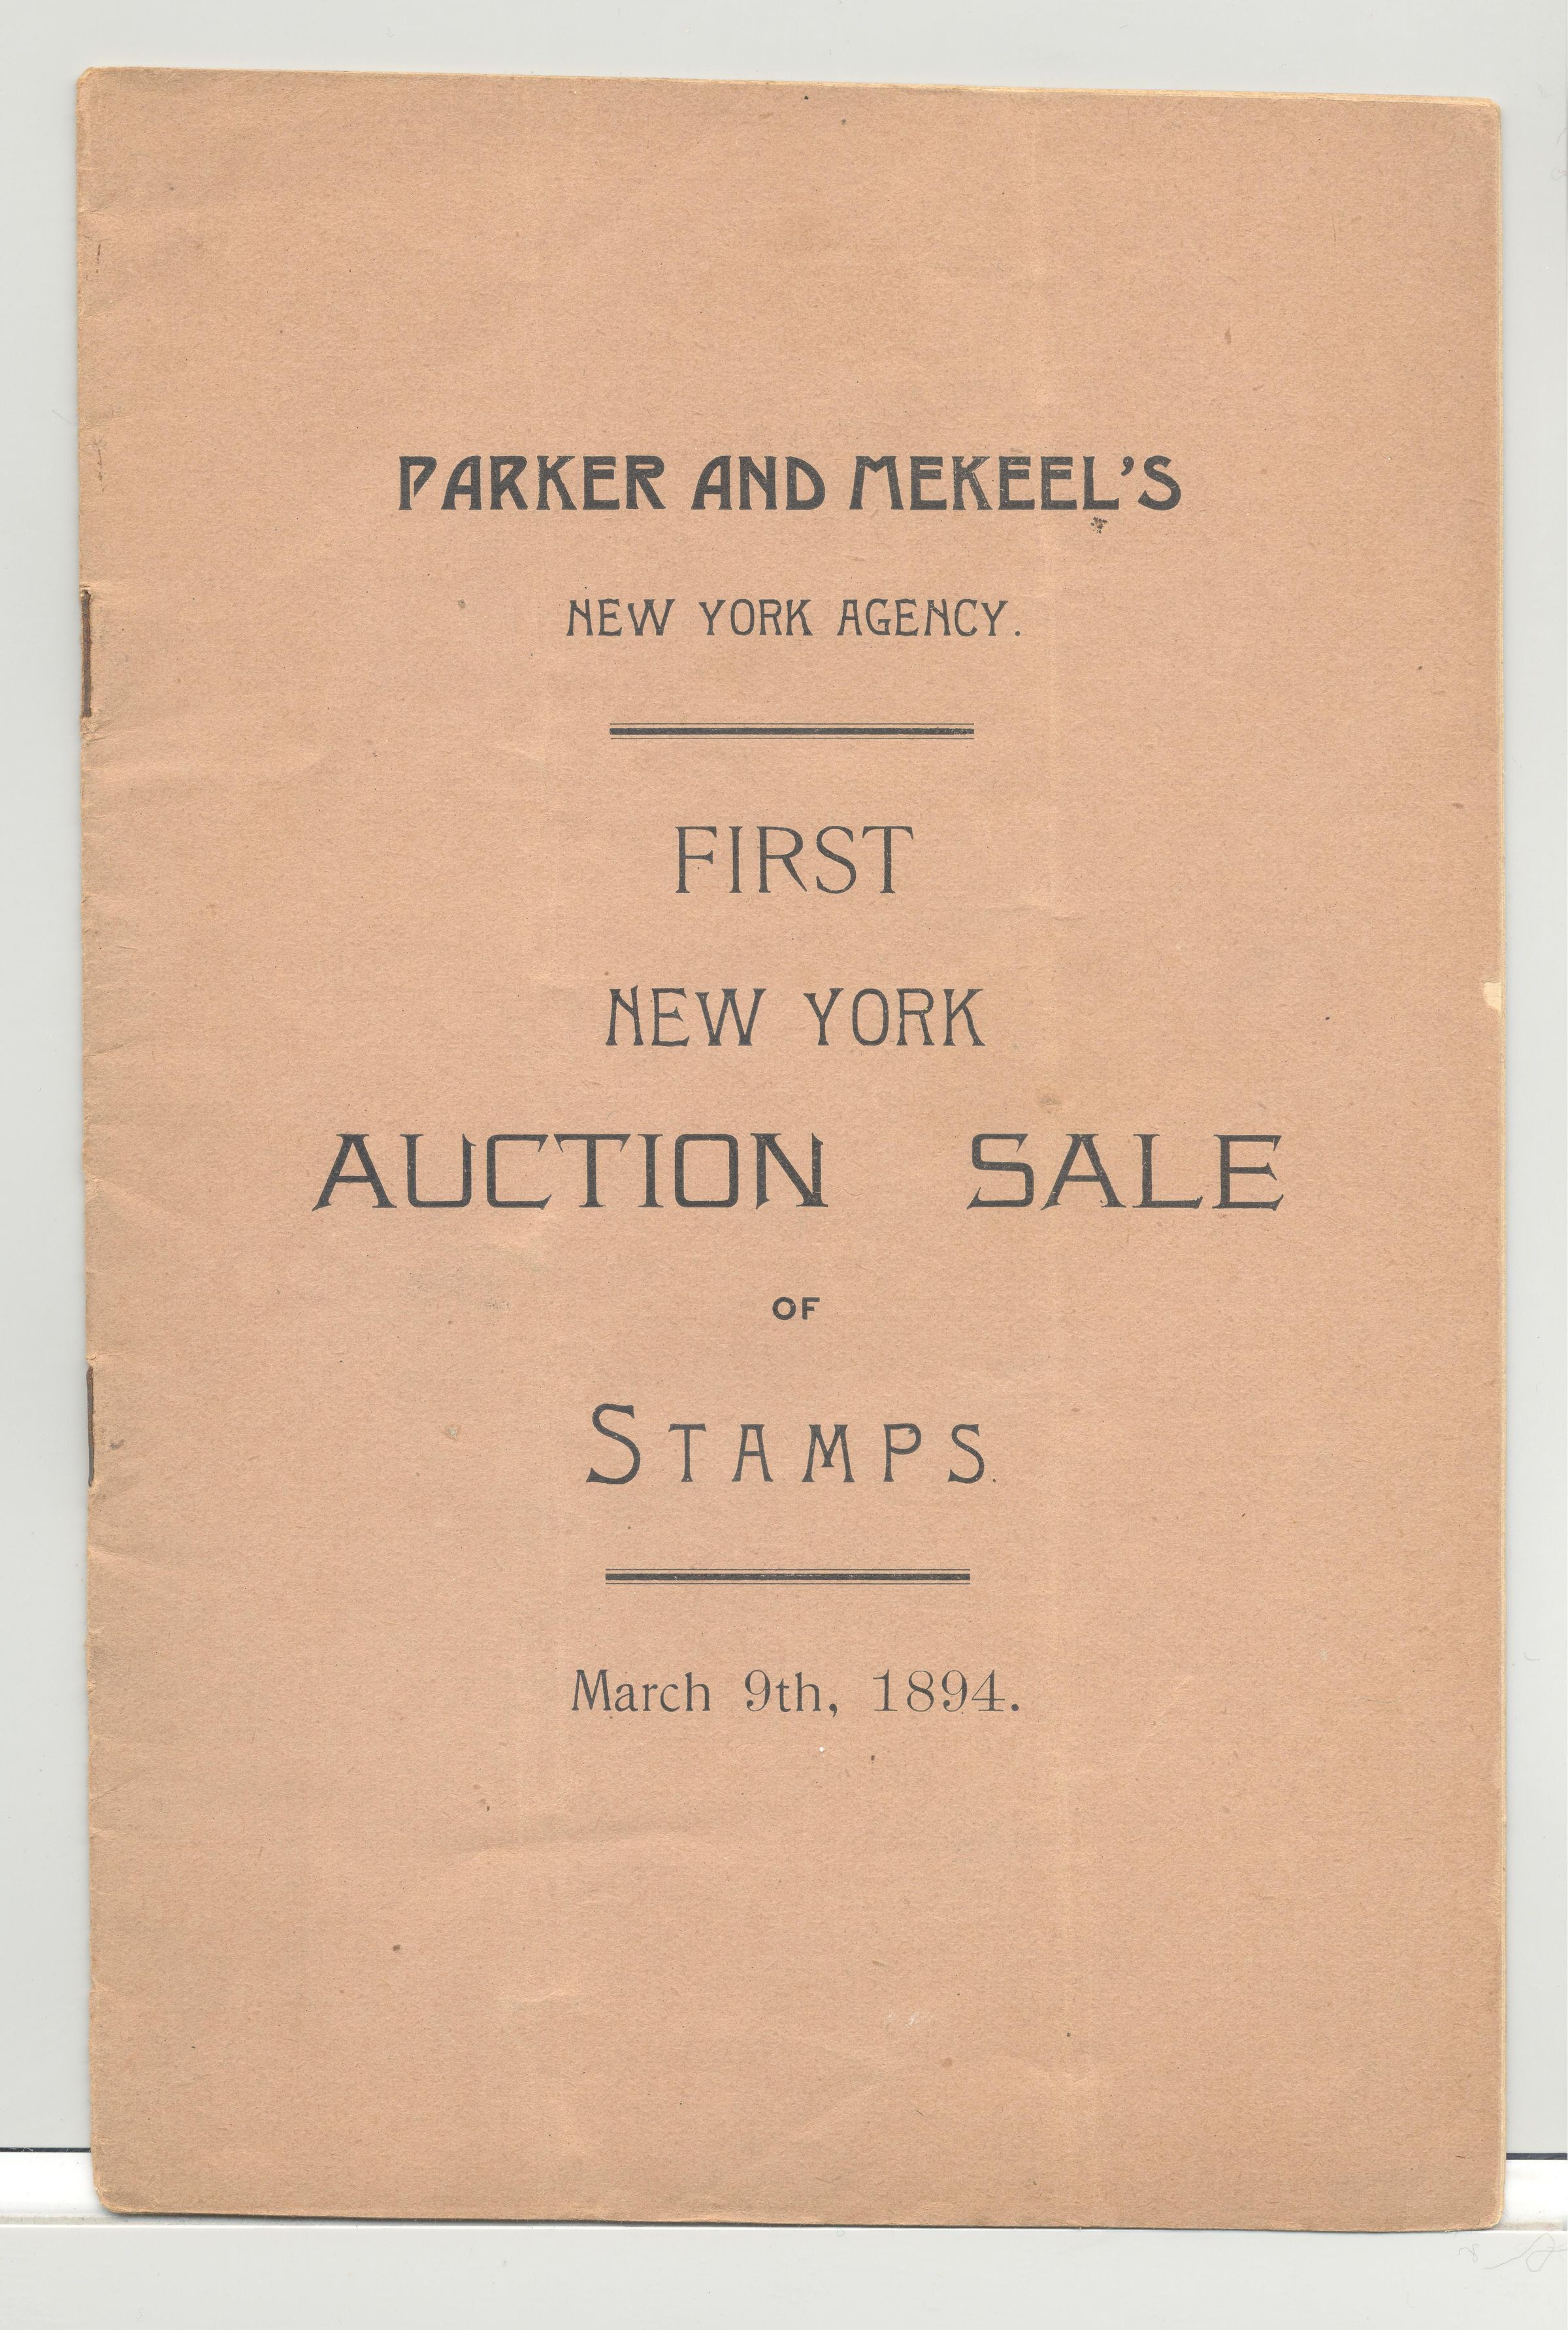 PARKER AND MEKEEL'S
NEW YORK AGENCY.
FIRST
NEW YORK
AUCTION SALE
OF
STAMPS.
March 9th, 1894.